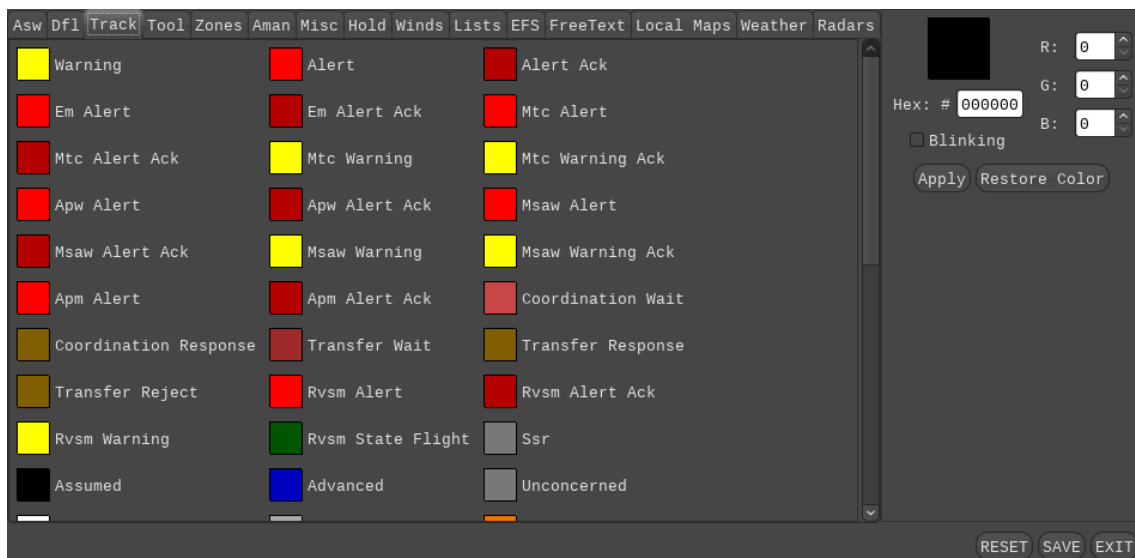 Asw Dfl Track Tool Zones Aman Misc Hold Winds Lists EFS FreeText Local Maps Weather Radars
Warning Alert Alert Ack
Em Alert Em Alert Ack Mtc Alert
Mtc Alert Ack Mtc Warning Mtc Warning Ack
Apw Alert Apw Alert Ack Msaw Alert
Msaw Alert Ack Msaw Warning Msaw Warning Ack
Apm Alert Apm Alert Ack Coordination Wait
Coordination Response Transfer Wait Transfer Response
Transfer Reject Rvsm Alert Rvsm Alert Ack
Rvsm Warning Rvsm State Flight Ssr
Assumed Advanced Unconcerned
R: 0
G: 0
Hex: # 000000
B: 0
Blinking
Apply Restore Color
RESET SAVE EXIT